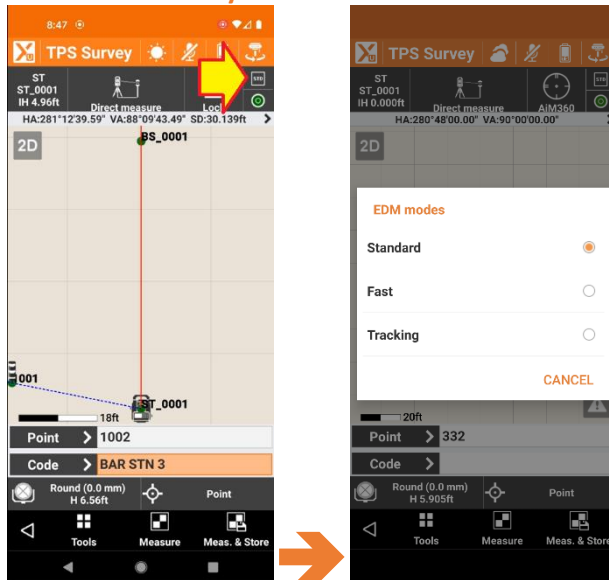 8:47
TPS Survey
ST
ST_0001
IH 4.96ft
Direct measure
Lock
STD
HA:281°12'39.59" VA:88°09'43.49" SD:30.139ft
2D
BS_0001
001
ST_0001
18ft
Point
1002
Code
BAR STN 3
Round (0.0 mm)
H 6.56ft
Point
Tools
Measure
Meas. & Store
TPS Survey
ST
ST_0001
IH 0.000ft
Direct measure
AiM360
STD
HA:280°48'00.00" VA:90°00'00.00"
2D
EDM modes
Standard
Fast
Tracking
CANCEL
20ft
Point
332
Code
Round (0.0 mm)
H 5.905ft
Point
Tools
Measure
Meas. & Store